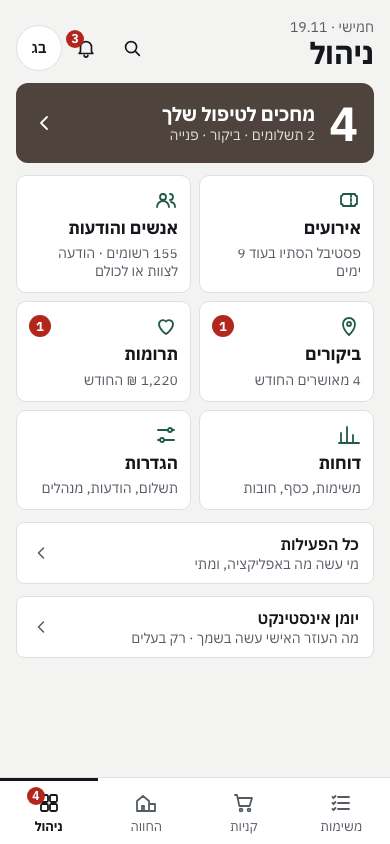 חמישי · 19.11
ניהול
3
בג
4
מחכים לטיפול שלך
2 תשלומים · ביקור · פנייה
אירועים
פסטיבל הסתיו בעוד 9
ימים
אנשים והודעות
155 רשומים · הודעה
לצוות או לכולם
1
ביקורים
4 מאושרים החודש
1
תרומות
1,220 ₪ החודש
דוחות
משימות, כסף, חובות
הגדרות
תשלום, הודעות, מנהלים
כל הפעילות
מי עשה מה באפליקציה, ומתי
יומן אינסטינקט
מה העוזר האישי עשה בשמך · רק בעלים
משימות
קניות
החווה
4
ניהול